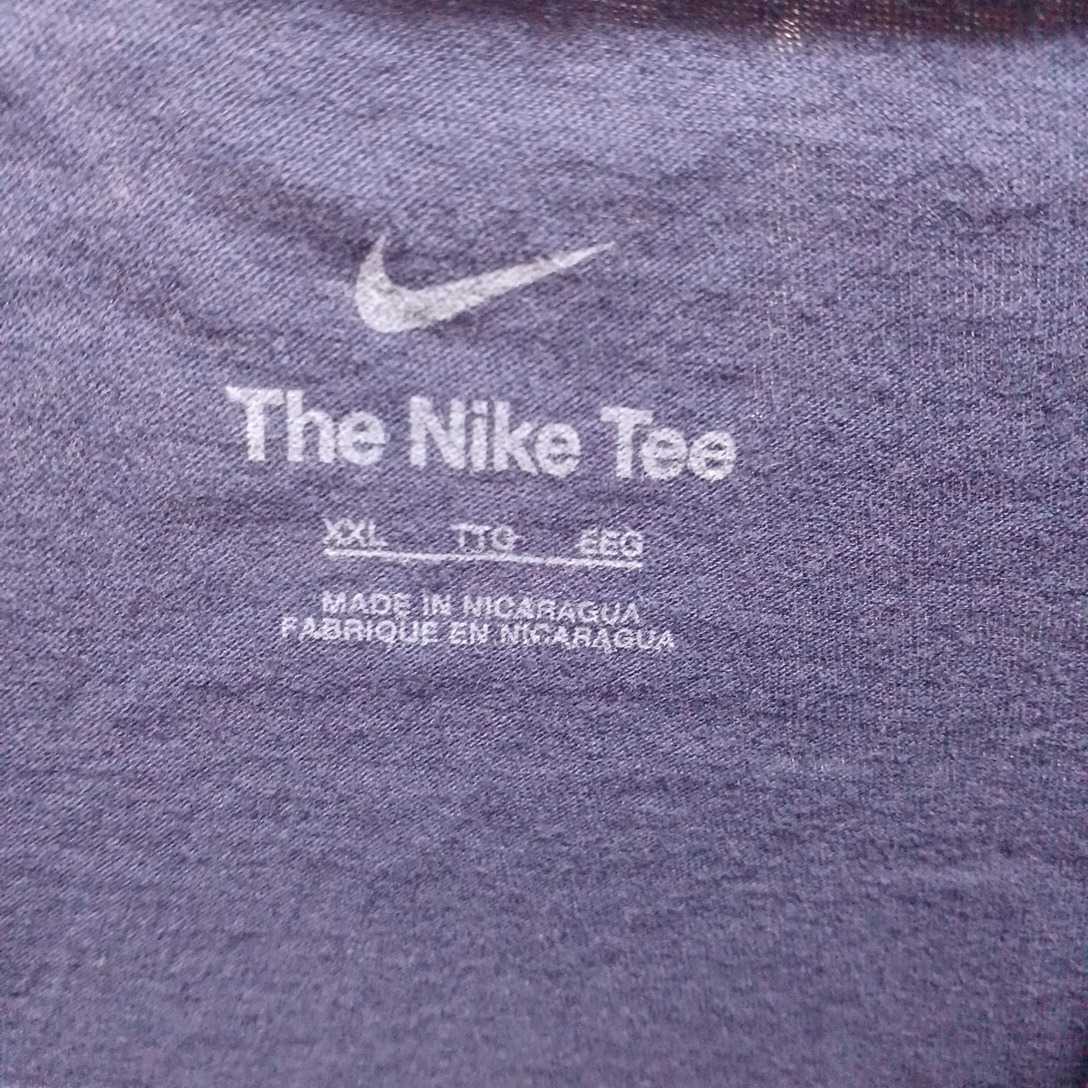 The Nike Tee
XXL TTG EEG
MADE IN NICARAGUA
FABRIQUE EN NICARAGUA